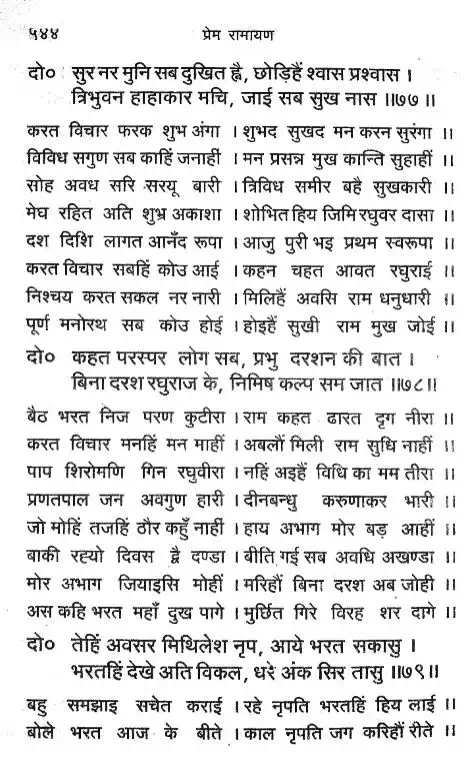 ५४४ प्रेम रामायण
दो० सुर नर मुनि सब दुखित ह्वै, छोड़िहैं श्वास प्रश्वास ।
त्रिभुवन हाहाकार मचि, जाई सब सुख नास ॥७७॥
करत विचार फरक शुभ अंगा । शुभद सुखद मन करन सुरंगा ॥
विविध सगुण सब काहिं जनाहीं । मन प्रसन्न मुख कान्ति सुहाहीं ॥
सोह अवध सरि सरयू बारी । त्रिविध समीर बहै सुखकारी ॥
मेघ रहित अति शुभ्र अकाशा । शोभित हिय जिमि रघुवर दासा ॥
दश दिशि लागत आनँद रूपा । आजु पुरी भइ प्रथम स्वरूपा ॥
करत विचार सबहिं कोउ आई । कहन चहत आवत रघुराई ॥
निश्चय करत सकल नर नारी । मिलिहैं अवसि राम धनुधारी ॥
पूर्ण मनोरथ सब कोउ होई । होइहैं सुखी राम मुख जोई ॥
दो० कहत परस्पर लोग सब, प्रभु दरशन की बात ।
बिना दरश रघुराज के, निमिष कल्प सम जात ॥७८॥
बैठ भरत निज परण कुटीरा । राम कहत ढारत दृग नीरा ॥
करत विचार मनहिं मन माहीं । अबलौं मिली राम सुधि नाहीं ॥
पाप शिरोमणि गिन रघुवीरा । नहिं अइहैं विधि का मम तीरा ॥
प्रणतपाल जन अवगुण हारी । दीनबन्धु करुणाकर भारी ॥
जो मोहिं तजहिं ठौर कहुँ नाहीं । हाय अभाग मोर बड़ आहीं ॥
बाकी रह्यो दिवस द्वै दण्डा । बीति गई सब अवधि अखण्डा ॥
मोर अभाग जियाइसि मोहीं । मरिहौं बिना दरश अब जोही ॥
अस कहि भरत महाँ दुख पागे । मुर्छित गिरे विरह शर दागे ॥
दो० तेहिं अवसर मिथिलेश नृप, आये भरत सकासु ।
भरतहिं देखे अति विकल, धरे अंक सिर तासु ॥७९॥
बहु समझाइ सचेत कराई । रहे नृपति भरतहिं हिय लाई ॥
बोले भरत आज के बीते । काल नृपति जग करिहौं रीते ॥